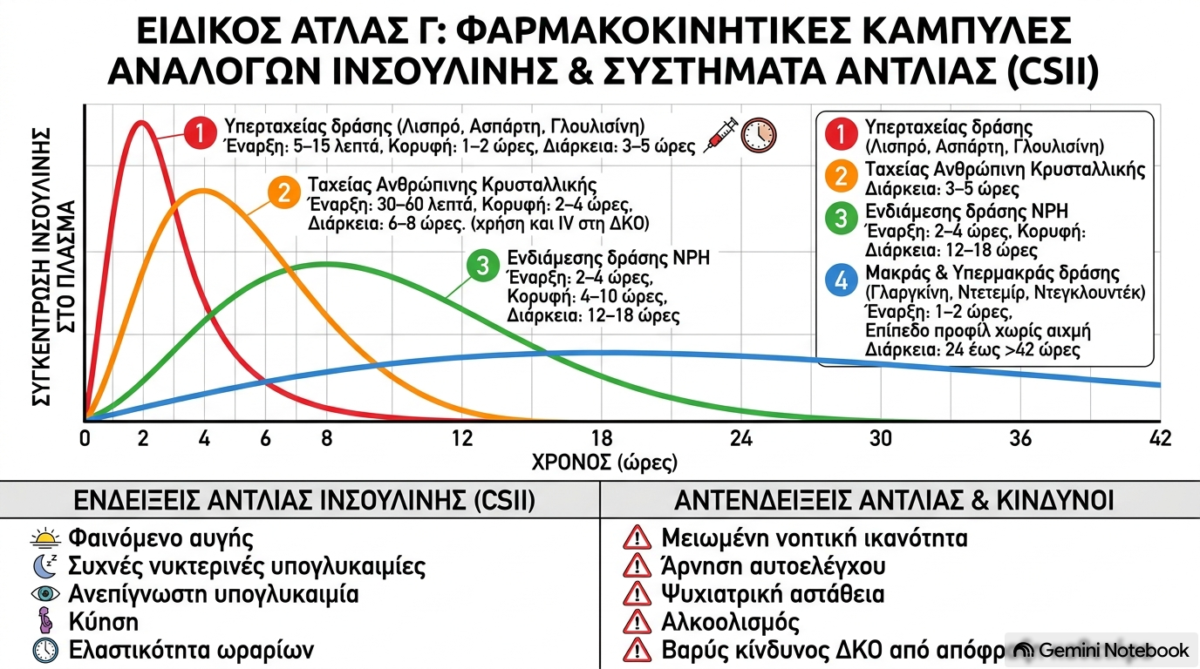 ΕΙΔΙΚΟΣ ΑΤΛΑΣ Γ: ΦΑΡΜΑΚΟΚΙΝΗΤΙΚΕΣ ΚΑΜΠΥΛΕΣ
ΑΝΑΛΟΓΩΝ ΙΝΣΟΥΛΙΝΗΣ & ΣΥΣΤΗΜΑΤΑ ΑΝΤΛΙΑΣ (CSII)
ΣΥΓΚΕΝΤΡΩΣΗ ΙΝΣΟΥΛΙΝΗΣ
ΣΤΟ ΠΛΑΣΜΑ
1 Υπερταχείας δράσης (Λισπρό, Ασπάρτη, Γλουλισίνη)
Έναρξη: 5–15 λεπτά, Κορυφή: 1–2 ώρες, Διάρκεια: 3–5 ώρες
2 Ταχείας Ανθρώπινης Κρυσταλλικής
Έναρξη: 30–60 λεπτά, Κορυφή: 2–4 ώρες,
Διάρκεια: 6–8 ώρες. (χρήση και IV στη ΔΚΟ)
3 Ενδιάμεσης δράσης NPH
Έναρξη: 2–4 ώρες,
Κορυφή: 4–10 ώρες,
Διάρκεια: 12–18 ώρες
1 Υπερταχείας δράσης
(Λισπρό, Ασπάρτη, Γλουλισίνη)
2 Ταχείας Ανθρώπινη Κρυσταλλικής
Διάρκεια: 3–5 ώρες
3 Ενδιάμεσης δράσης NPH
Έναρξη: 2–4 ώρες, Κορυφή:
Διάρκεια: 12–18 ώρες
4 Μακράς & Υπερμακράς δράσης
(Γλαργκίνη, Ντετεμίρ, Ντεγκλουντέκ)
Έναρξη: 1–2 ώρες,
Επίπεδο προφίλ χωρίς αιχμή
Διάρκεια: 24 έως >42 ώρες
0 2 4 6 8 12 18 24 30 36 42
ΧΡΟΝΟΣ (ώρες)
ΕΝΔΕΙΞΕΙΣ ΑΝΤΛΙΑΣ ΙΝΣΟΥΛΙΝΗΣ (CSII)
Φαινόμενο αυγής
Συχνές νυκτερινές υπογλυκαιμίες
Ανεπίγνωστη υπογλυκαιμία
Κύηση
Ελαστικότητα ωραρίων
ΑΝΤΕΝΔΕΙΞΕΙΣ ΑΝΤΛΙΑΣ & ΚΙΝΔΥΝΟΙ
Μειωμένη νοητική ικανότητα
Άρνηση αυτοελέγχου
Ψυχιατρική αστάθεια
Αλκοολισμός
Βαρύς κίνδυνος ΔΚΟ από
Gemini Notebook